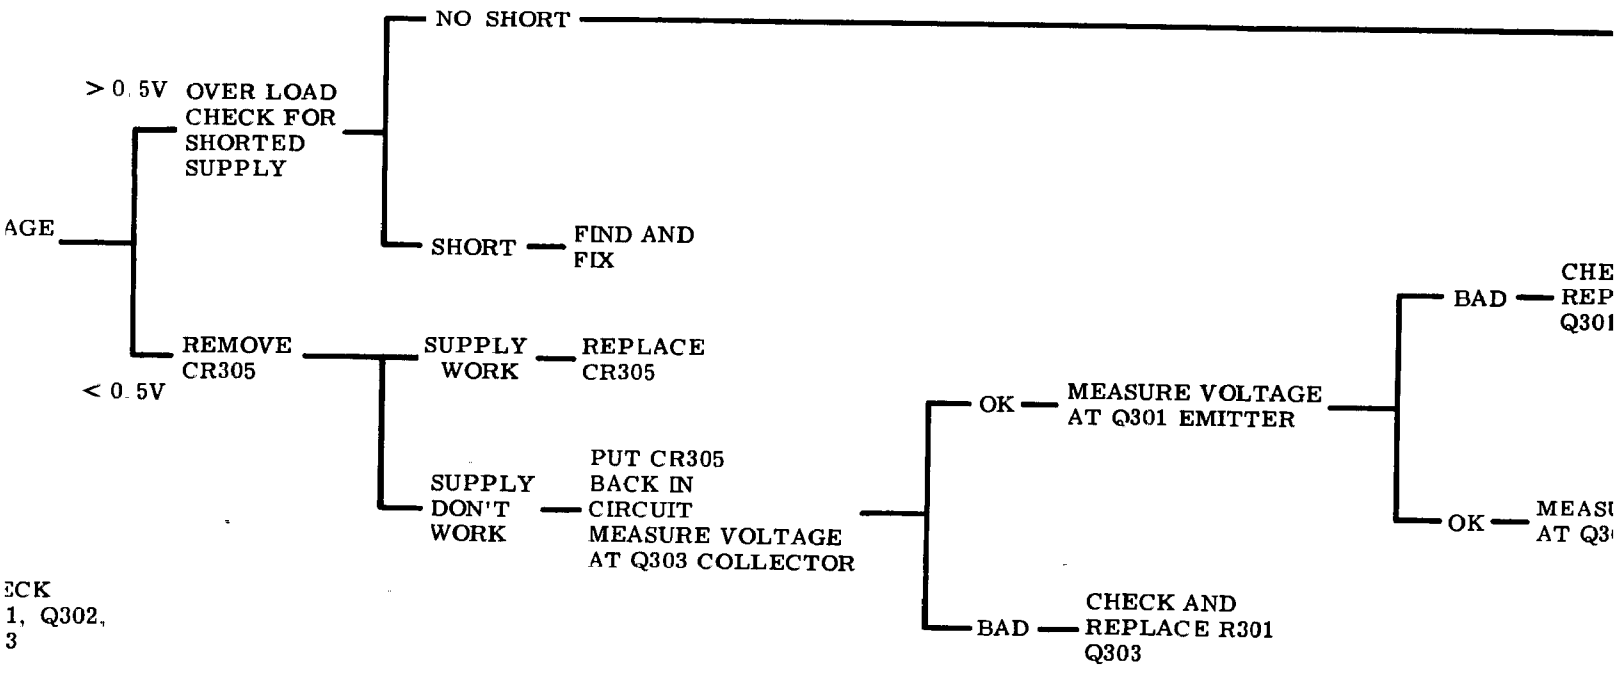 NO SHORT
> 0.5V OVER LOAD
CHECK FOR
SHORTED
SUPPLY
AGE
SHORT
FIND AND
FIX
REMOVE
CR305
< 0.5V
SUPPLY
WORK
REPLACE
CR305
SUPPLY
DON'T
WORK
PUT CR305
BACK IN
CIRCUIT
MEASURE VOLTAGE
AT Q303 COLLECTOR
OK
MEASURE VOLTAGE
AT Q301 EMITTER
BAD
CHE
REP
Q301
OK
MEASU
AT Q30
BAD
CHECK AND
REPLACE R301
Q303
ECK
1, Q302,
3